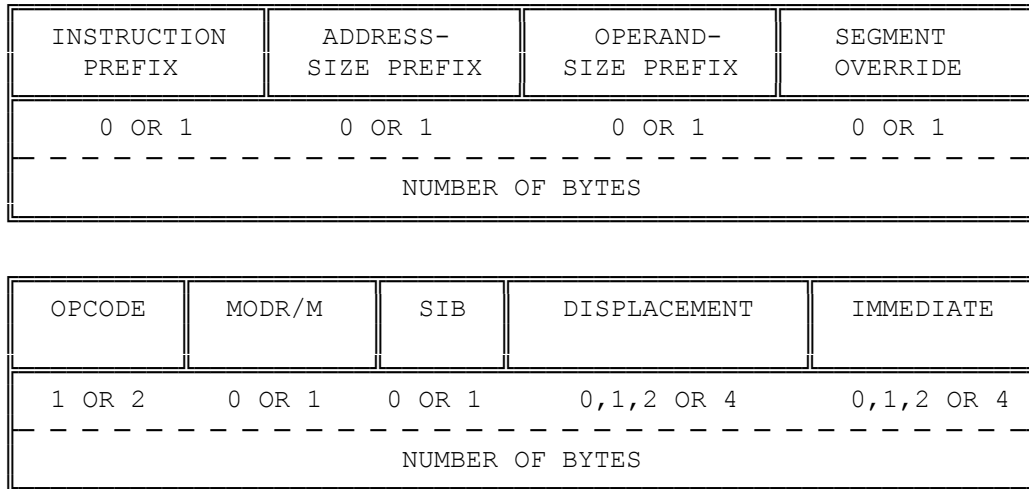 INSTRUCTION ADDRESS- OPERAND- SEGMENT
PREFIX SIZE PREFIX SIZE PREFIX OVERRIDE
0 OR 1 0 OR 1 0 OR 1 0 OR 1
NUMBER OF BYTES
OPCODE MODR/M SIB DISPLACEMENT IMMEDIATE
1 OR 2 0 OR 1 0 OR 1 0,1,2 OR 4 0,1,2 OR 4
NUMBER OF BYTES